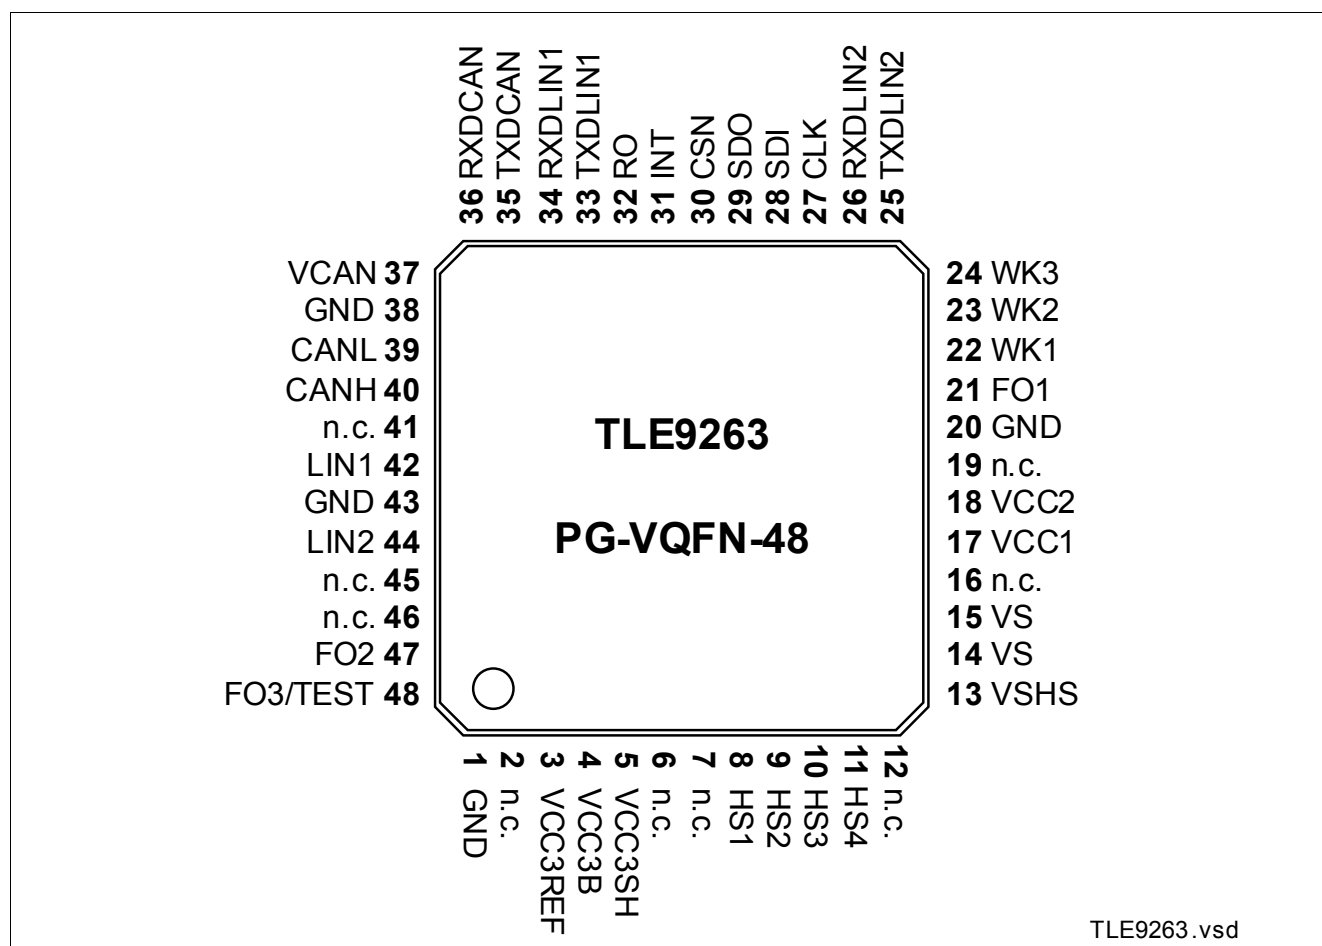 36 RXDCAN
35 TXDCAN
34 RXDLIN1
33 TXDLIN1
32 RO
31 INT
30 CSN
29 SDO
28 SDI
27 CLK
26 RXDLIN2
25 TXDLIN2
VCAN 37
GND 38
CANL 39
CANH 40
n.c. 41
LIN1 42
GND 43
LIN2 44
n.c. 45
n.c. 46
FO2 47
FO3/TEST 48
TLE9263
PG-VQFN-48
24 WK3
23 WK2
22 WK1
21 FO1
20 GND
19 n.c.
18 VCC2
17 VCC1
16 n.c.
15 VS
14 VS
13 VSHS
1 GND
2 n.c.
3 VCC3REF
4 VCC3B
5 VCC3SH
6 n.c.
7 n.c.
8 HS1
9 HS2
10 HS3
11 HS4
12 n.c.
TLE9263.vsd